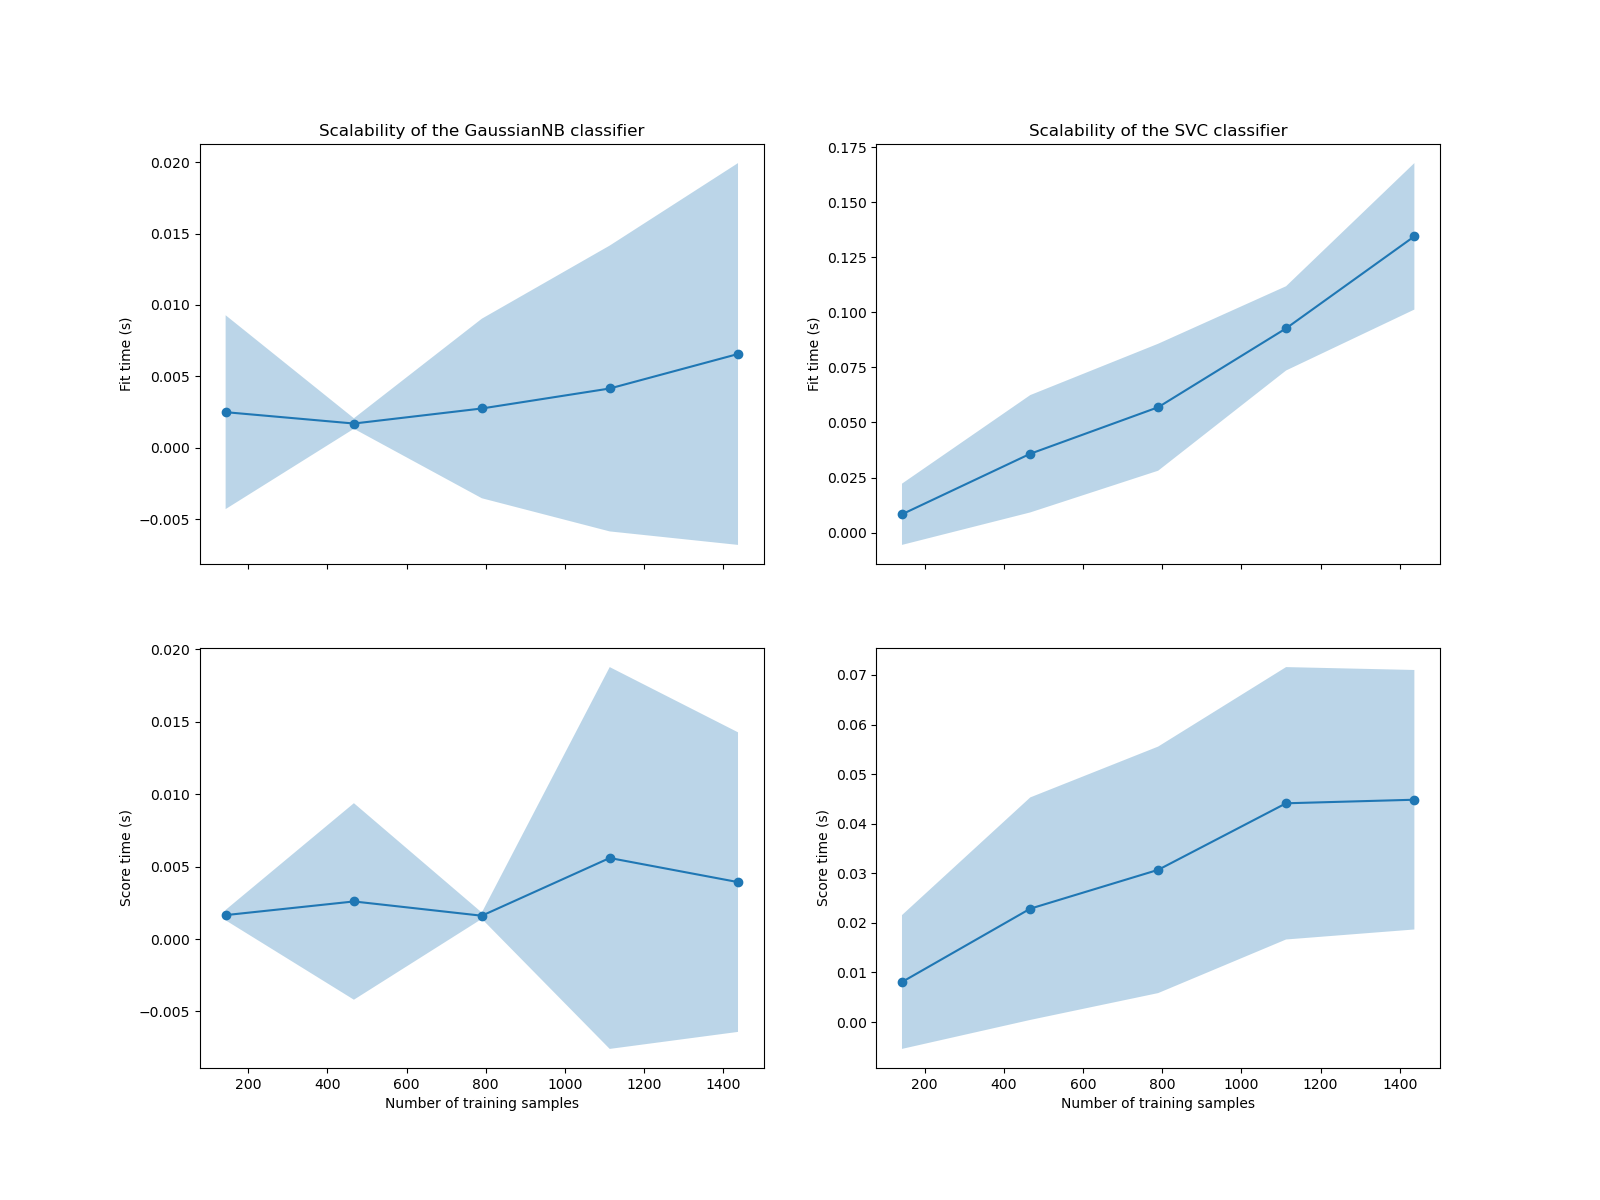 Scalability of the GaussianNB classifier
0.020
0.015
0.010
0.005
0.000
−0.005
Fit time (s)
Scalability of the SVC classifier
0.175
0.150
0.125
0.100
0.075
0.050
0.025
0.000
Fit time (s)
0.020
0.015
0.010
0.005
0.000
−0.005
Score time (s)
200 400 600 800 1000 1200 1400
Number of training samples
0.07
0.06
0.05
0.04
0.03
0.02
0.01
0.00
Score time (s)
200 400 600 800 1000 1200 1400
Number of training samples